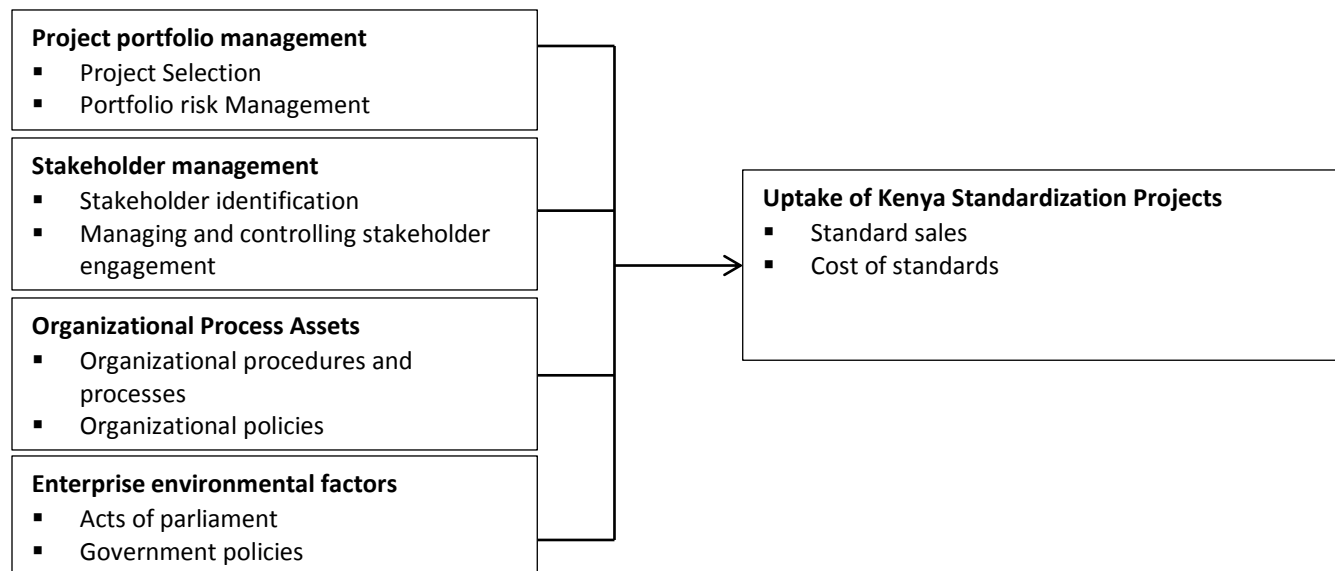 Project portfolio management
▪ Project Selection
▪ Portfolio risk Management
Stakeholder management
▪ Stakeholder identification
▪ Managing and controlling stakeholder
engagement
Organizational Process Assets
▪ Organizational procedures and
processes
▪ Organizational policies
Enterprise environmental factors
▪ Acts of parliament
▪ Government policies
Uptake of Kenya Standardization Projects
▪ Standard sales
▪ Cost of standards